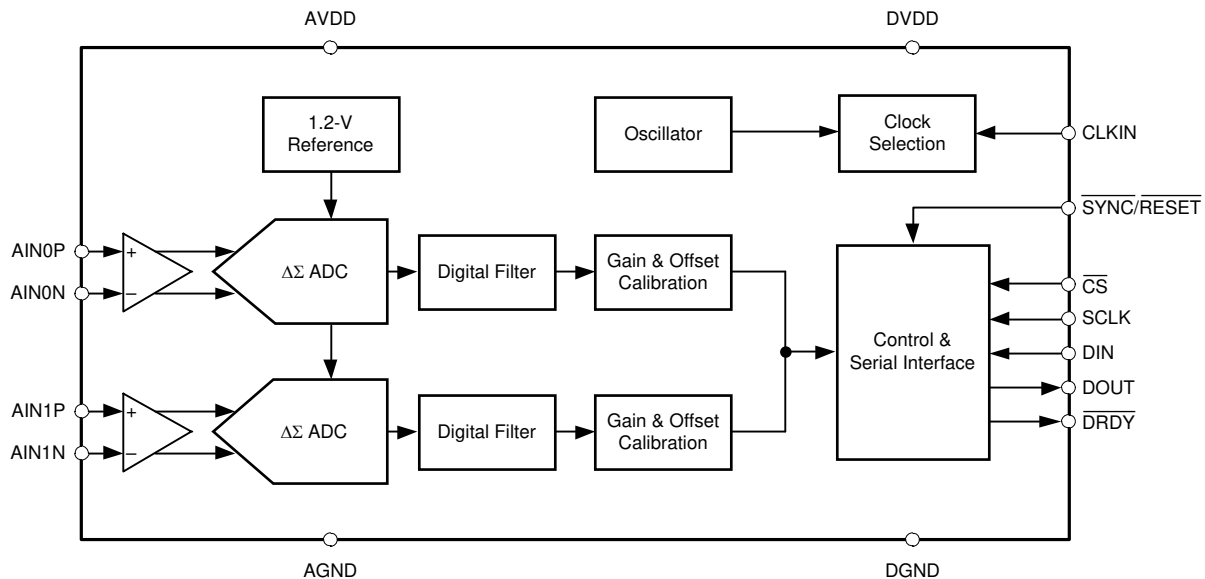 AVDD
DVDD
1.2-V
Reference
Oscillator
Clock
Selection
CLKIN
SYNC/RESET
AIN0P
+
ΔΣ ADC
Digital Filter
Gain & Offset
Calibration
AIN0N
−
CS
SCLK
Control &
Serial Interface
DIN
DOUT
DRDY
AIN1P
+
ΔΣ ADC
Digital Filter
Gain & Offset
Calibration
AIN1N
−
AGND
DGND